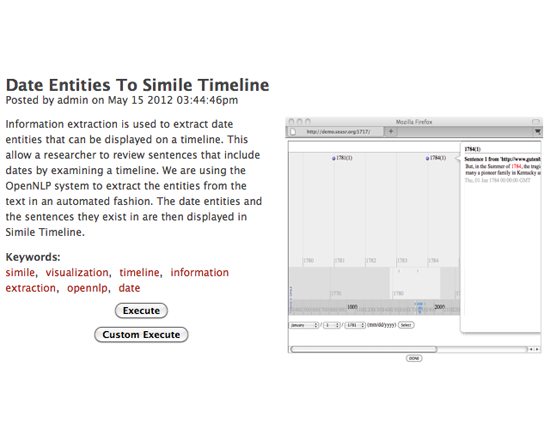 Date Entities To Simile Timeline
Posted by admin on May 15 2012 03:44:46pm
Information extraction is used to extract date
entities that can be displayed on a timeline. This
allow a researcher to review sentences that include
dates by examining a timeline. We are using the
OpenNLP system to extract the entities from the
text in an automated fashion. The date entities and
the sentences they exist in are then displayed in
Simile Timeline.
Keywords:
simile, visualization, timeline, information
extraction, opennlp, date
Execute
Custom Execute
Mozilla Firefox
http://demo.seasr.org:1717/
1784(1)
Sentence 1 from 'http://www.gutenb
But, in the Summer of 1784, the tragi
many a pioneer family in Kentucky a
Thu, 01 Jan 1784 00:00:00 GMT
1781(1)
1784(1)
1780
1781
1782
1783
1784
1770
1780
1000
2000
January / 1 / 1781 (mm/dd/yyyy) Select
DONE